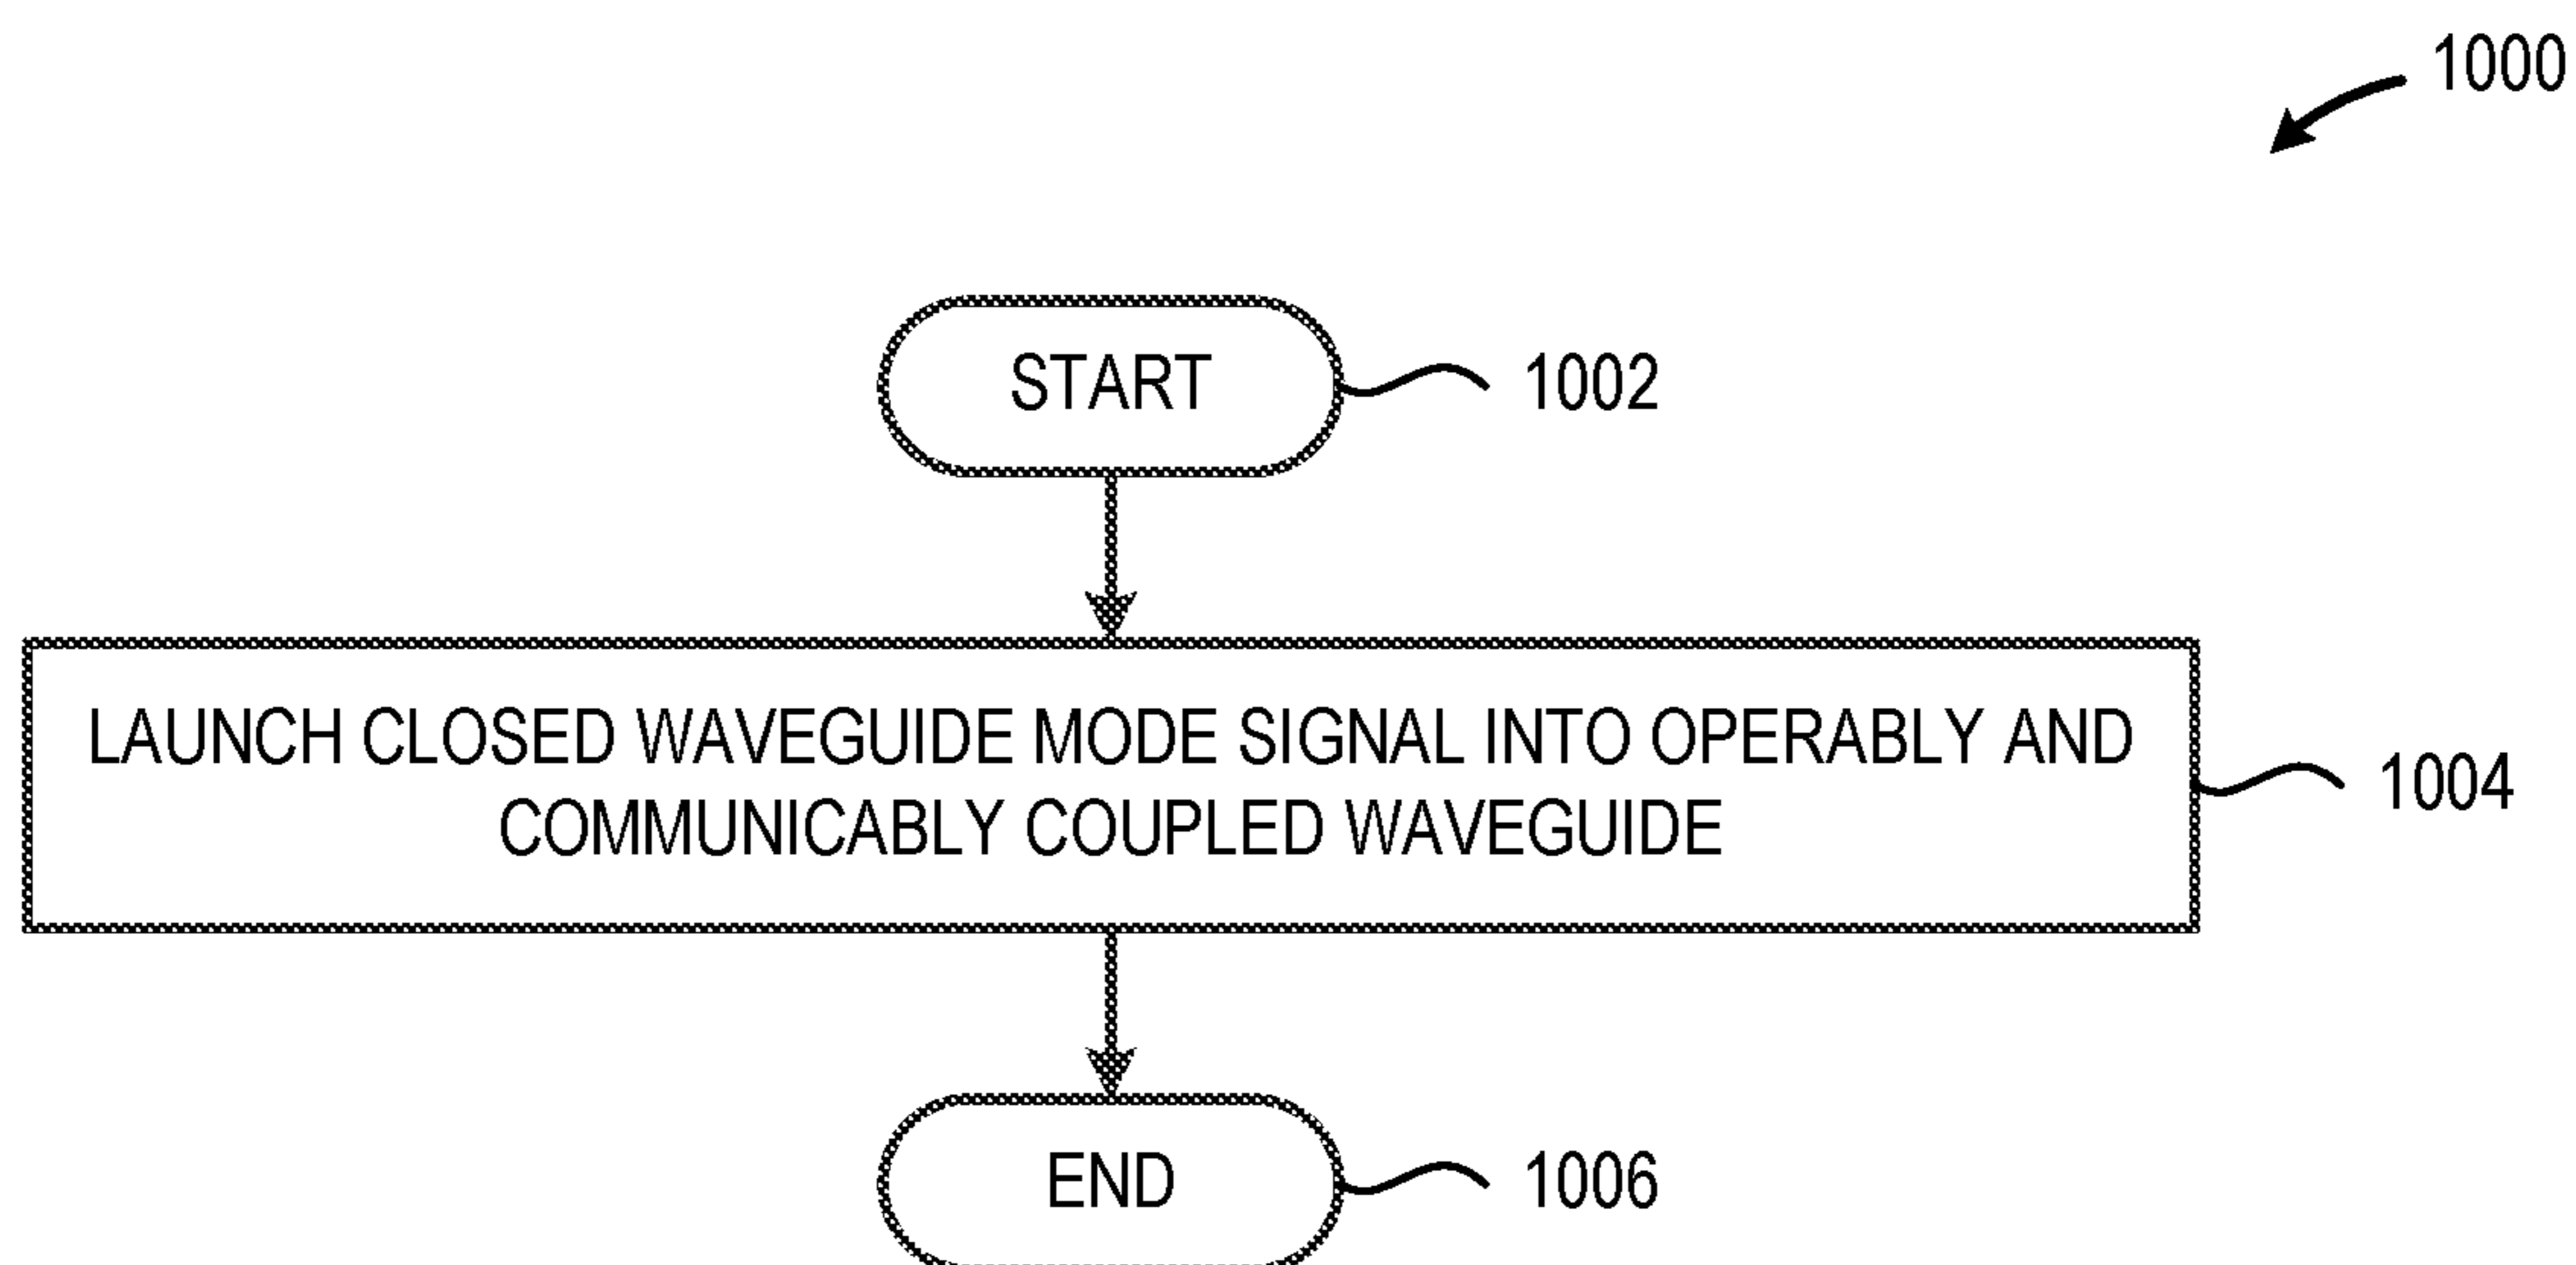 1000
START
1002
LAUNCH CLOSED WAVEGUIDE MODE SIGNAL INTO OPERABLY AND
COMMUNICABLY COUPLED WAVEGUIDE
1004
END
1006